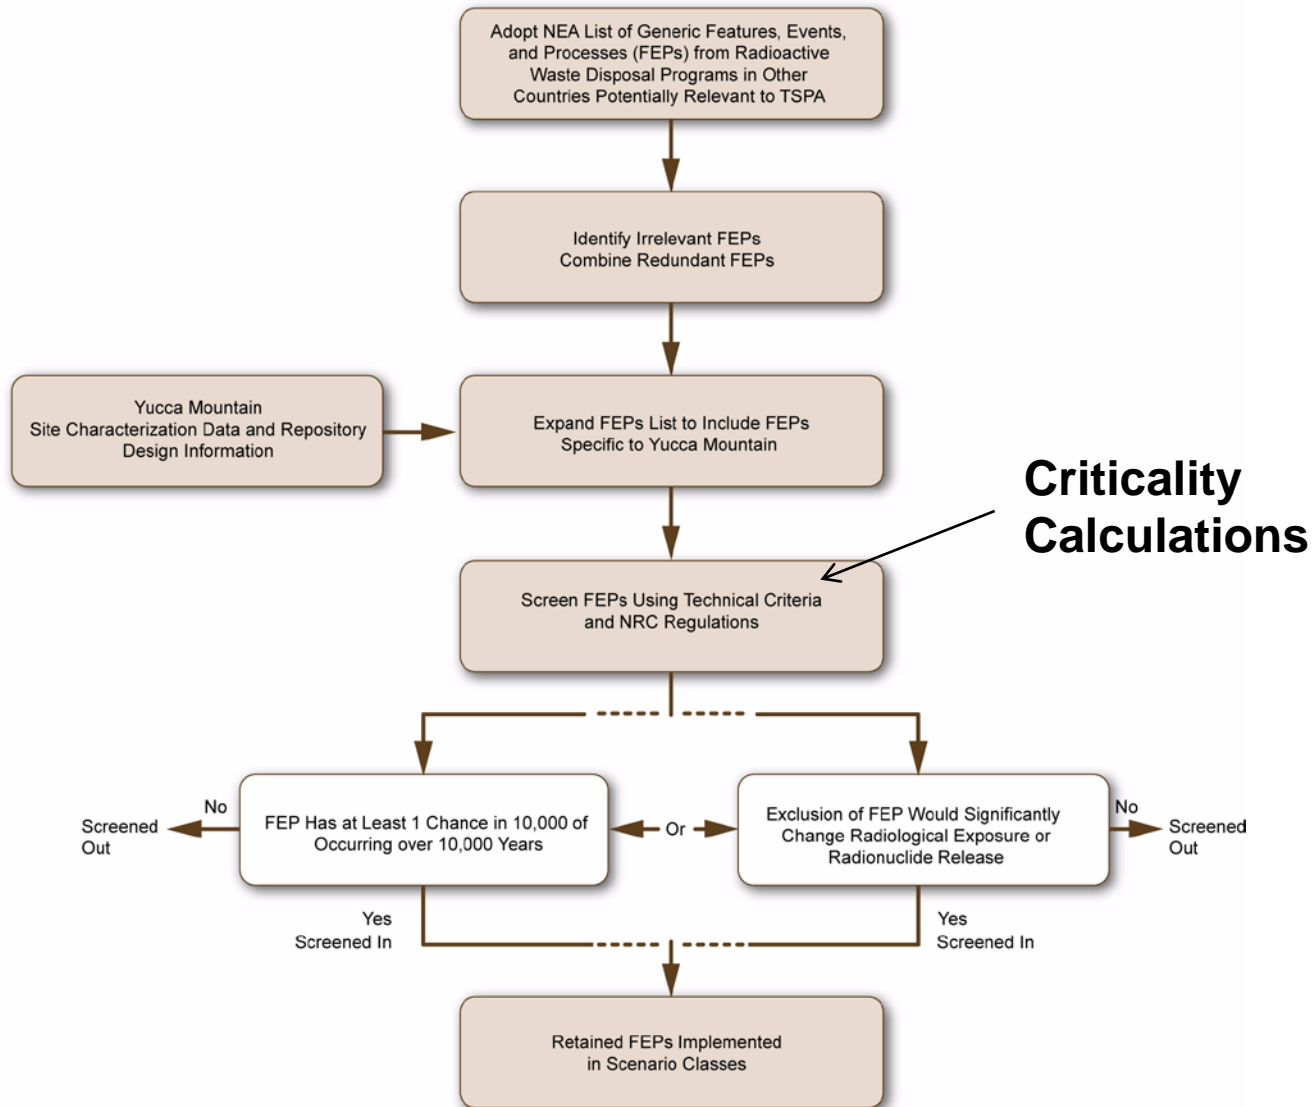 Adopt NEA List of Generic Features, Events,
and Processes (FEPs) from Radioactive
Waste Disposal Programs in Other
Countries Potentially Relevant to TSPA
Identify Irrelevant FEPs
Combine Redundant FEPs
Yucca Mountain
Site Characterization Data and Repository
Design Information
Expand FEPs List to Include FEPs
Specific to Yucca Mountain
Criticality
Calculations
Screen FEPs Using Technical Criteria
and NRC Regulations
Screened
Out
No
FEP Has at Least 1 Chance in 10,000 of
Occurring over 10,000 Years
Or
Exclusion of FEP Would Significantly
Change Radiological Exposure or
Radionuclide Release
No
Screened
Out
Yes
Screened In
Yes
Screened In
Retained FEPs Implemented
in Scenario Classes